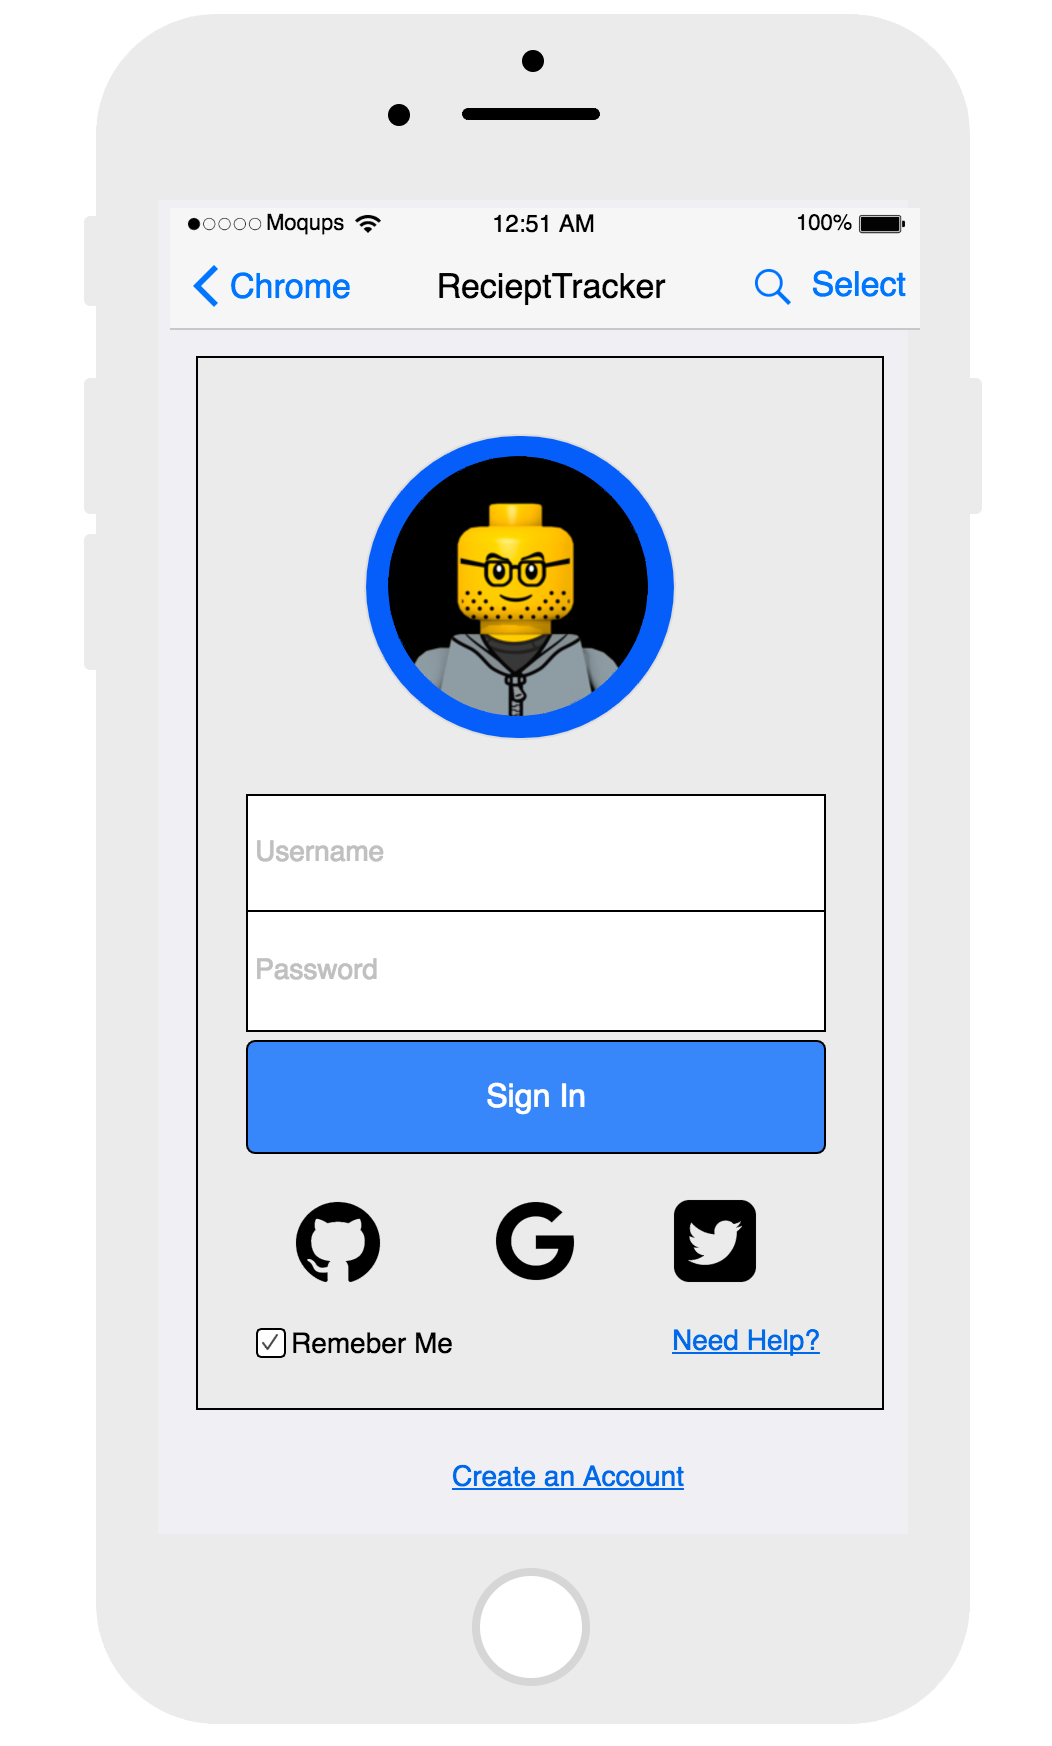 Moqups 12:51 AM 100%
Chrome RecieptTracker Select
Username
Password
Sign In
Remeber Me Need Help?
Create an Account